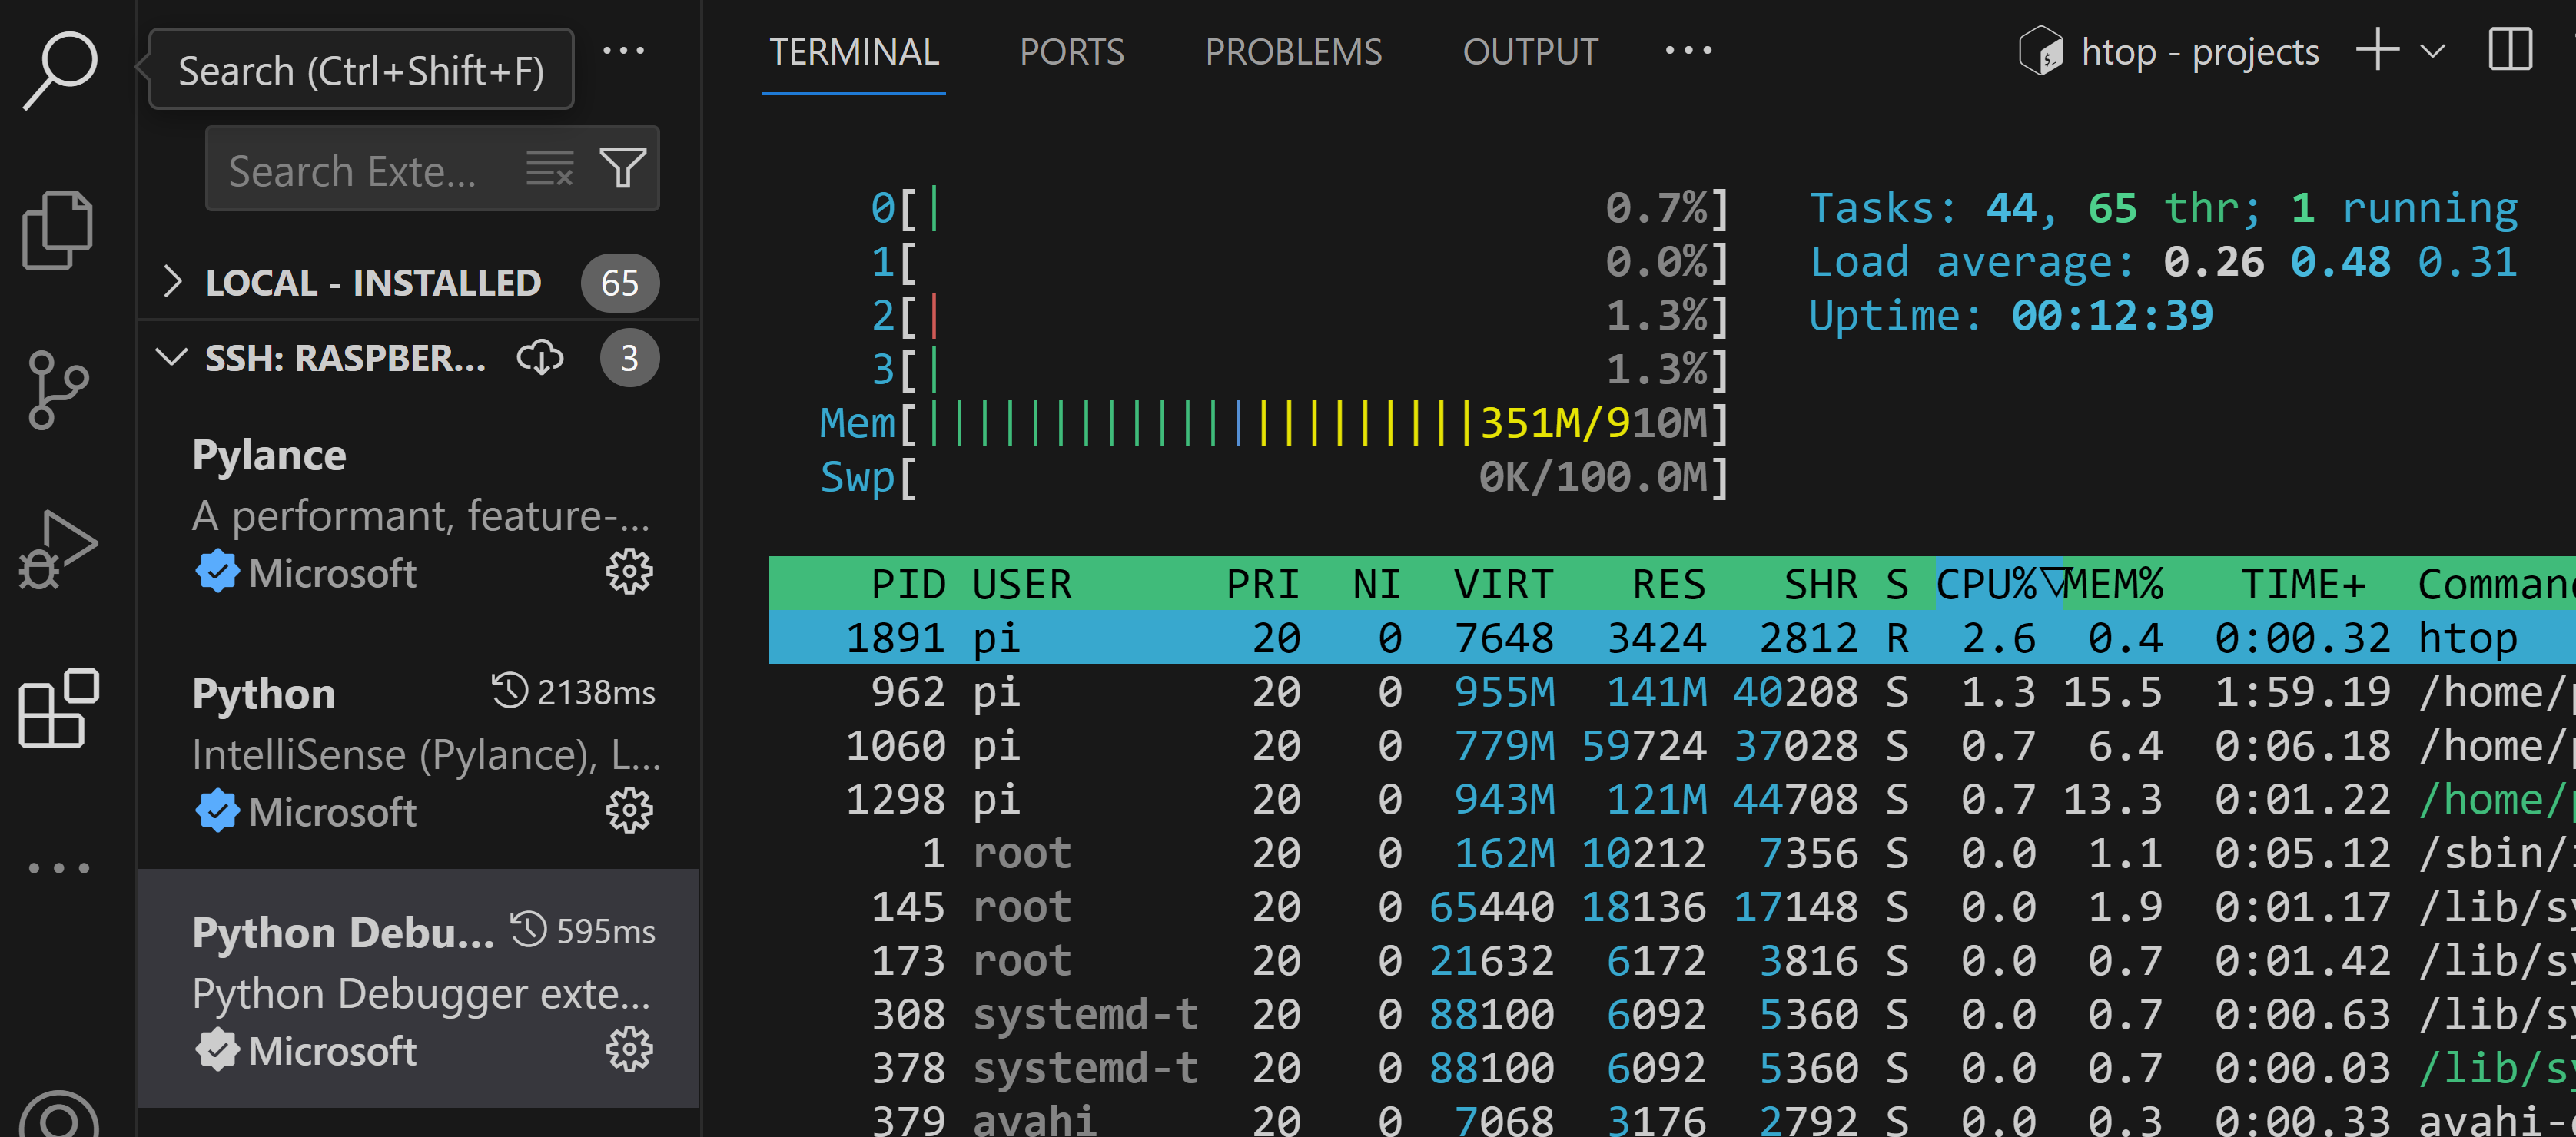 Search (Ctrl+Shift+F)
Search Exte...
LOCAL - INSTALLED 65
SSH: RASPBER... 3
Pylance
A performant, feature-...
Microsoft
Python 2138ms
IntelliSense (Pylance), L...
Microsoft
Python Debu... 595ms
Python Debugger exte...
Microsoft
TERMINAL PORTS PROBLEMS OUTPUT
htop - projects
0[| 0.7%] Tasks: 44, 65 thr; 1 running
1[ 0.0%] Load average: 0.26 0.48 0.31
2[| 1.3%] Uptime: 00:12:39
3[| 1.3%]
Mem[||||||||||||||||||||||351M/910M]
Swp[ 0K/100.0M]
PID USER PRI NI VIRT RES SHR S CPU%▽MEM% TIME+ Comman
1891 pi 20 0 7648 3424 2812 R 2.6 0.4 0:00.32 htop
962 pi 20 0 955M 141M 40208 S 1.3 15.5 1:59.19 /home/p
1060 pi 20 0 779M 59724 37028 S 0.7 6.4 0:06.18 /home/p
1298 pi 20 0 943M 121M 44708 S 0.7 13.3 0:01.22 /home/p
1 root 20 0 162M 10212 7356 S 0.0 1.1 0:05.12 /sbin/i
145 root 20 0 65440 18136 17148 S 0.0 1.9 0:01.17 /lib/sy
173 root 20 0 21632 6172 3816 S 0.0 0.7 0:01.42 /lib/sy
308 systemd-t 20 0 88100 6092 5360 S 0.0 0.7 0:00.63 /lib/sy
378 systemd-t 20 0 88100 6092 5360 S 0.0 0.7 0:00.03 /lib/sy
379 avahi 20 0 7068 3176 2792 S 0.0 0.3 0:00.33 avahi-